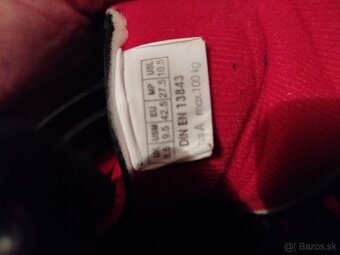 UK USM EU MP USL
8.5 9.5 42.5 27.5 10.5
DIN EN 13843
A max.100 kg
© Bazos.sk